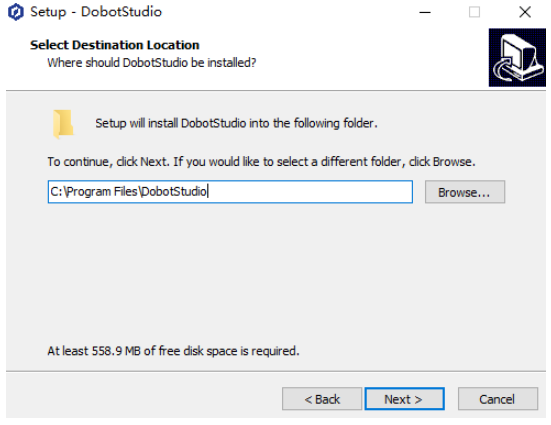 Setup - DobotStudio
Select Destination Location
Where should DobotStudio be installed?
Setup will install DobotStudio into the following folder.
To continue, click Next. If you would like to select a different folder, click Browse.
C:\Program Files\DobotStudio
Browse...
At least 558.9 MB of free disk space is required.
< Back
Next >
Cancel